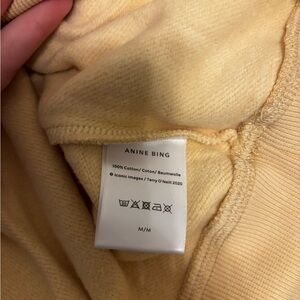 ANINE BING
100% Cotton/ Coton/ Baumwolle
© Iconic Images / Terry O'Neill 2020
M/M